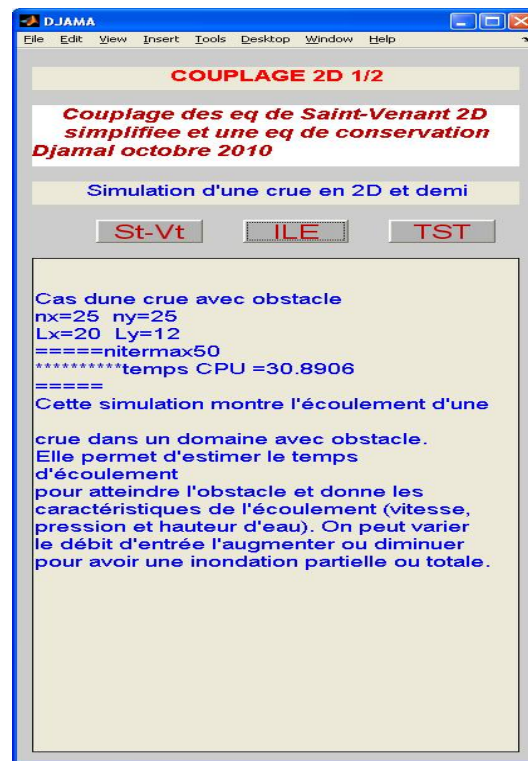 DJAMA
File Edit View Insert Tools Desktop Window Help
COUPLAGE 2D 1/2
Couplage des eq de Saint-Venant 2D
simplifiee et une eq de conservation
Djamal octobre 2010
Simulation d'une crue en 2D et demi
St-Vt ILE TST
Cas dune crue avec obstacle
nx=25 ny=25
Lx=20 Ly=12
=====nitermax50
**********temps CPU =30.8906
=====
Cette simulation montre l'écoulement d'une
crue dans un domaine avec obstacle.
Elle permet d'estimer le temps
d'écoulement
pour atteindre l'obstacle et donne les
caractéristiques de l'écoulement (vitesse,
pression et hauteur d'eau). On peut varier
le débit d'entrée l'augmenter ou diminuer
pour avoir une inondation partielle ou totale.